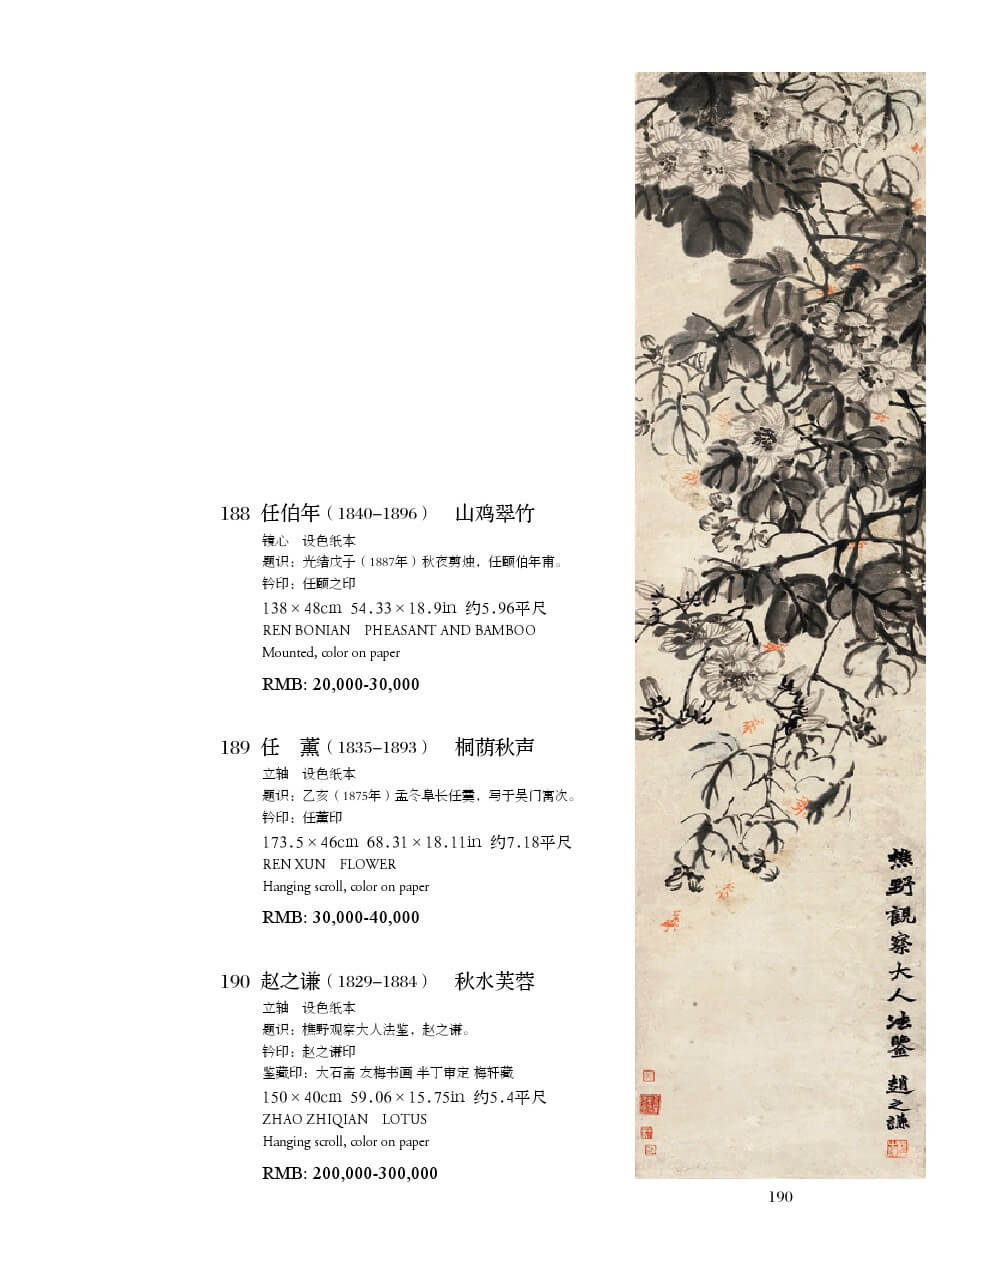 188 任伯年（1840–1896） 山鸡翠竹
镜心 设色纸本
题识：光绪戊子（1887年）秋夜剪烛，任颐伯年甫。
钤印：任颐之印
138×48cm 54.33×18.9in 约5.96平尺
REN BONIAN PHEASANT AND BAMBOO
Mounted, color on paper
RMB: 20,000-30,000
189 任 薰（1835–1893） 桐荫秋声
立轴 设色纸本
题识：乙亥（1875年）孟冬阜长任薰，写于吴门寓次。
钤印：任薰印
173.5×46cm 68.31×18.11in 约7.18平尺
REN XUN FLOWER
Hanging scroll, color on paper
RMB: 30,000-40,000
190 赵之谦（1829–1884） 秋水芙蓉
立轴 设色纸本
题识：樵野观察大人法鉴，赵之谦。
钤印：赵之谦印
鉴藏印：大石斋 友梅书画 半丁审定 梅轩藏
150×40cm 59.06×15.75in 约5.4平尺
ZHAO ZHIQIAN LOTUS
Hanging scroll, color on paper
RMB: 200,000-300,000
樵野觀察大人法鑒 趙之謙
190